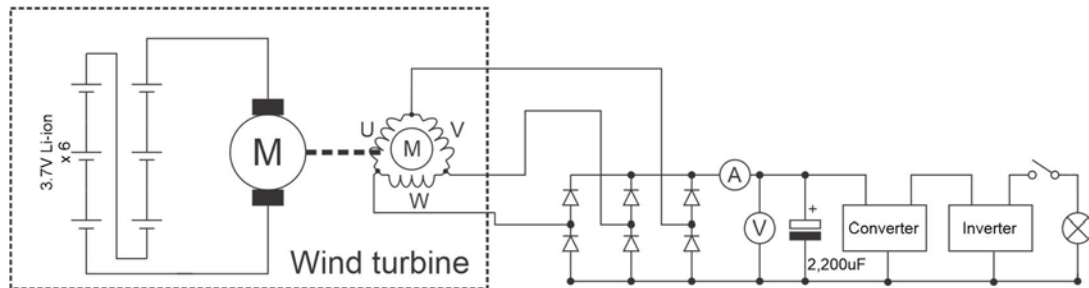 3.7V Li-ion
x 6
M
U
V
M
W
Wind turbine
A
V
+
2,200uF
Converter
Inverter